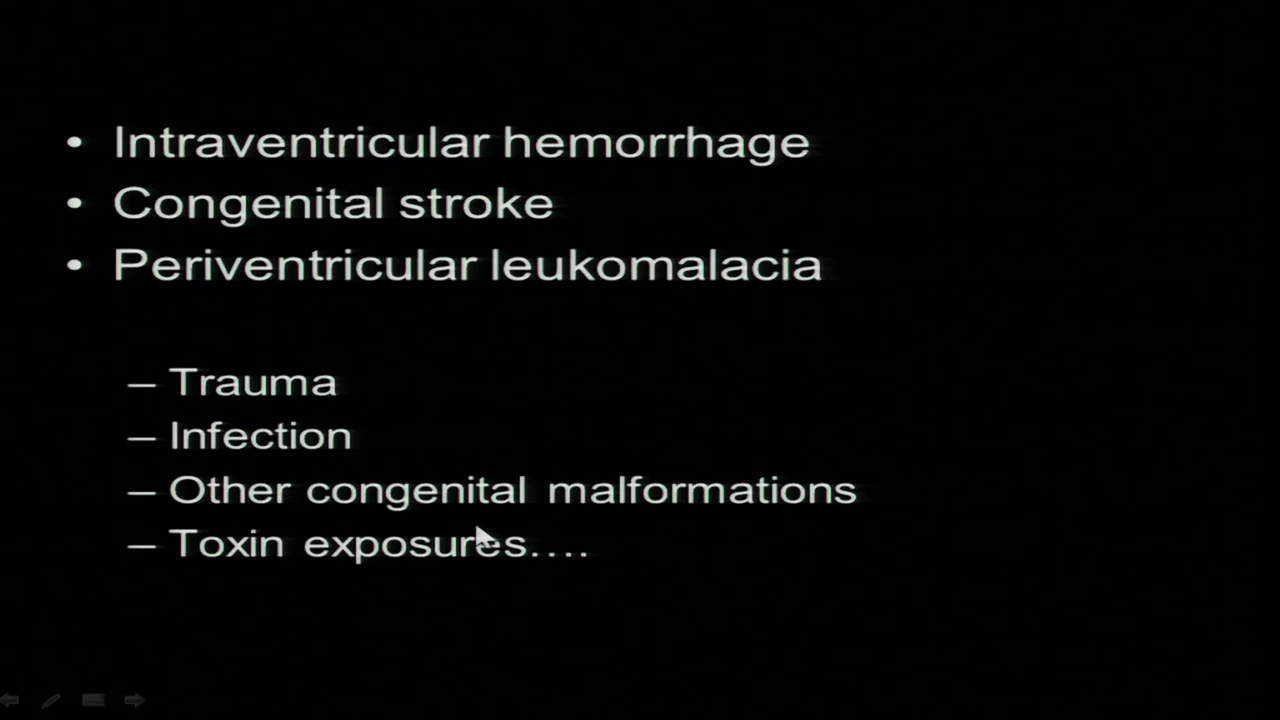 • Intraventricular hemorrhage
• Congenital stroke
• Periventricular leukomalacia
– Trauma
– Infection
– Other congenital malformations
– Toxin exposures….